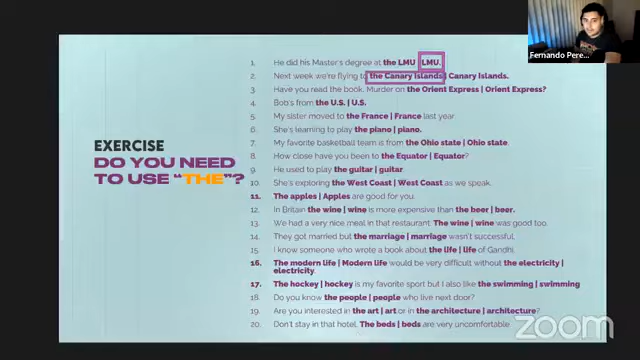 Fernando Pere...
EXERCISE
DO YOU NEED
TO USE “THE”?
1. He did his Master's degree at the LMU | LMU.
2. Next week we're flying to the Canary Islands | Canary Islands.
3. Have you read the book, Murder on the Orient Express | Orient Express?
4. Bob's from the U.S. | U.S.
5. My sister moved to the France | France last year.
6. She's learning to play the piano | piano.
7. My favorite basketball team is from the Ohio state | Ohio state.
8. How close have you been to the Equator | Equator?
9. He used to play the guitar | guitar
10. She's exploring the West Coast | West Coast as we speak.
11. The apples | Apples are good for you.
12. In Britain the wine | wine is more expensive than the beer | beer.
13. We had a very nice meal in that restaurant. The wine | wine was too good.
14. They got married but the marriage | marriage wasn't successful.
15. I know someone who wrote a book about the life | life of Gandhi.
16. The modern life | Modern life would be very difficult without the electricity |
electricity.
17. The hockey | hockey is my favorite sport but I also like the swimming | swimming
18. Do you know the people | people who live next door?
19. Are you interested in the art | art or in the architecture | architecture?
20. Don't stay in that hotel. The beds | beds are very uncomfortable.
zoom